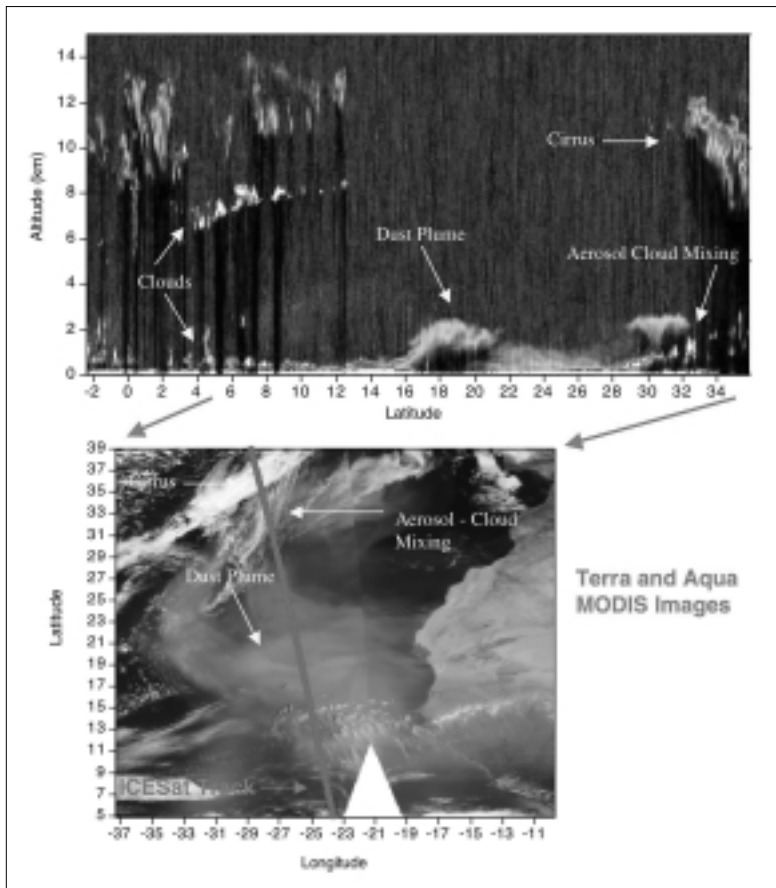 14
12
Altitude (km)
10
8
6
4
2
0
Cirrus
Dust Plume
Aerosol Cloud Mixing
Clouds
-2 0 2 4 6 8 10 12 14 16 18 20 22 24 26 28 30 32 34
Latitude
39
37
35
33
31
29
27
25
23
21
19
17
15
13
11
9
7
5
Latitude
Cirrus
Aerosol - Cloud
Mixing
Dust Plume
ICESat Track
-37 -35 -33 -31 -29 -27 -25 -23 -21 -19 -17 -15 -13 -11
Longitude
Terra and Aqua
MODIS Images